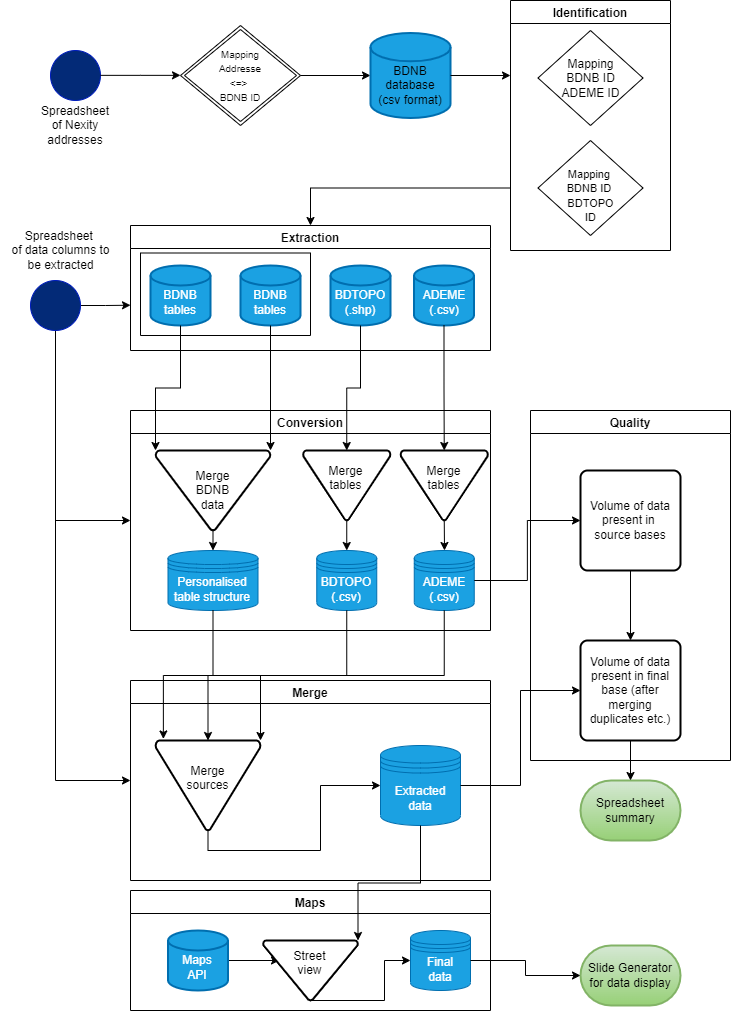 Identification
Mapping
Addresse
<=>
BDNB ID
BDNB
database
(csv format)
Mapping
BDNB ID
ADEME ID
Spreadsheet
of Nexity
addresses
Mapping
BDNB ID
BDTOPO
ID
Spreadsheet
of data columns to
be extracted
Extraction
BDNB
tables
BDNB
tables
BDTOPO
(.shp)
ADEME
(.csv)
Conversion
Merge
BDNB
data
Merge
tables
Merge
tables
Personalised
table structure
BDTOPO
(.csv)
ADEME
(.csv)
Quality
Volume of data
present in
source bases
Volume of data
present in final
base (after
merging
duplicates etc.)
Merge
Merge
sources
Extracted
data
Spreadsheet
summary
Maps
Maps
API
Street
view
Final
data
Slide Generator
for data display